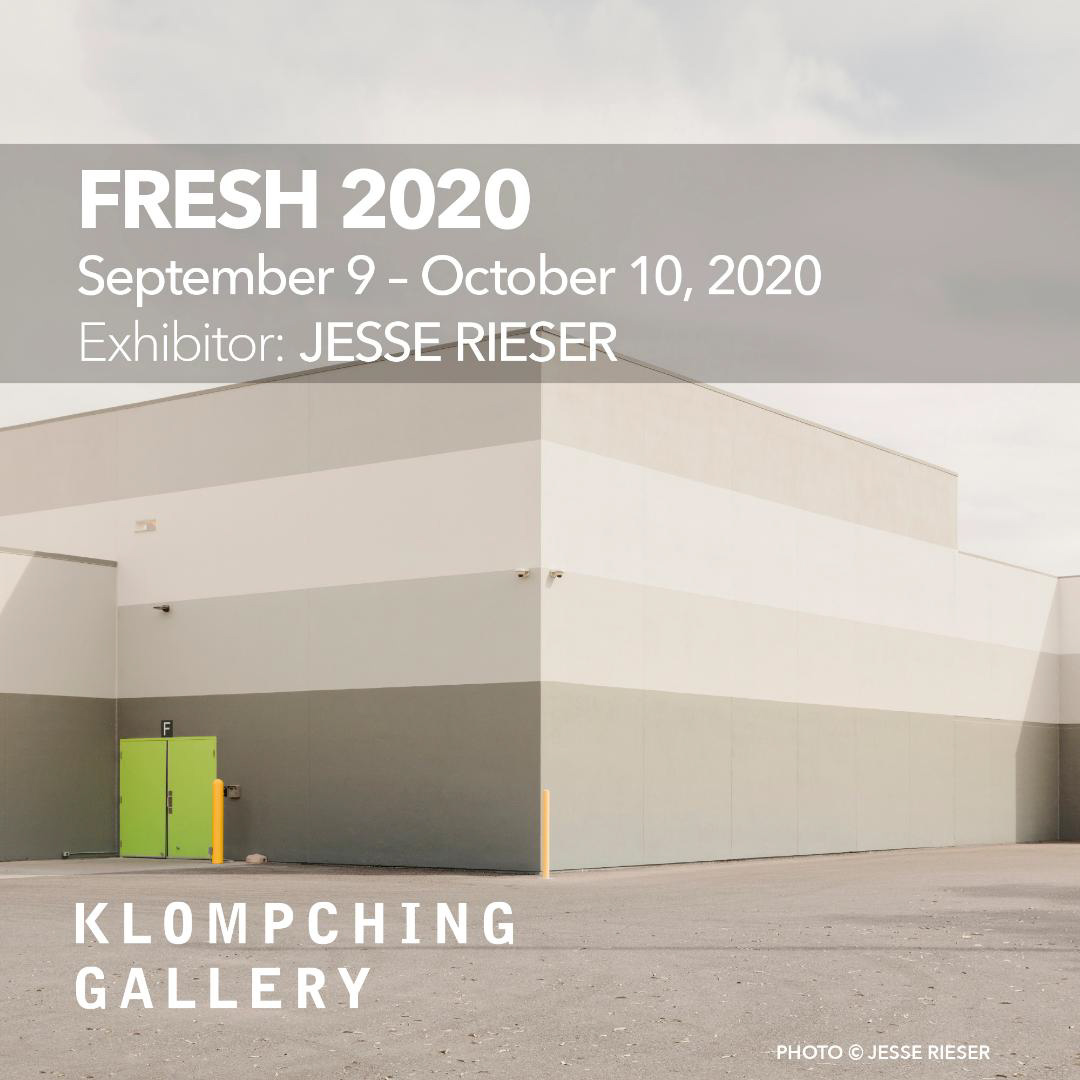 FRESH 2020
September 9 – October 10, 2020
Exhibitor: JESSE RIESER
F
KLOMPCHING
GALLERY
PHOTO © JESSE RIESER